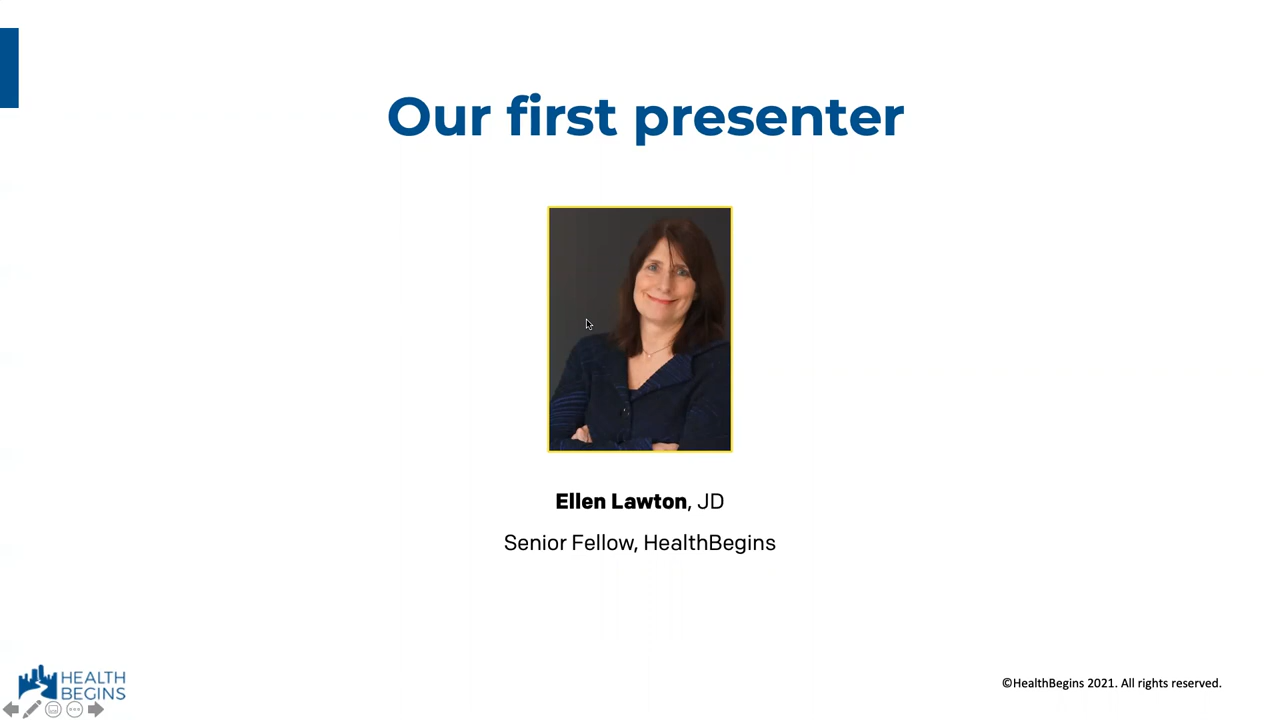 Our first presenter
Ellen Lawton, JD
Senior Fellow, HealthBegins
HEALTH
BEGINS
©HealthBegins 2021. All rights reserved.